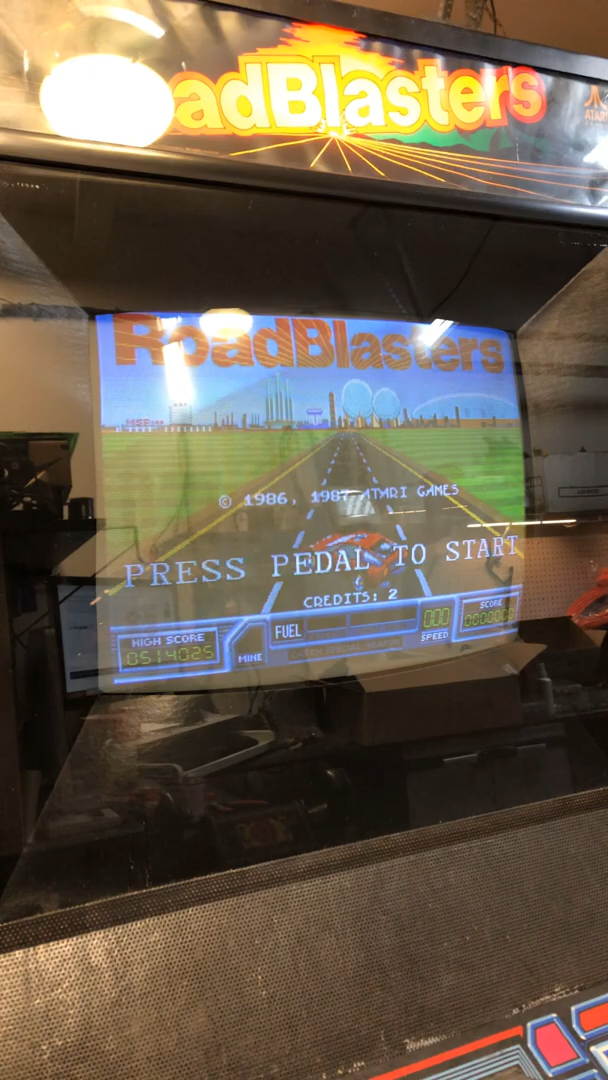 RoadBlasters
ATARI
RoadBlasters
© 1986, 1987 ATARI GAMES
PRESS PEDAL TO START
CREDITS: 2
HIGH SCORE
0514025
MINE
FUEL
000
SPEED
SCORE
0000000